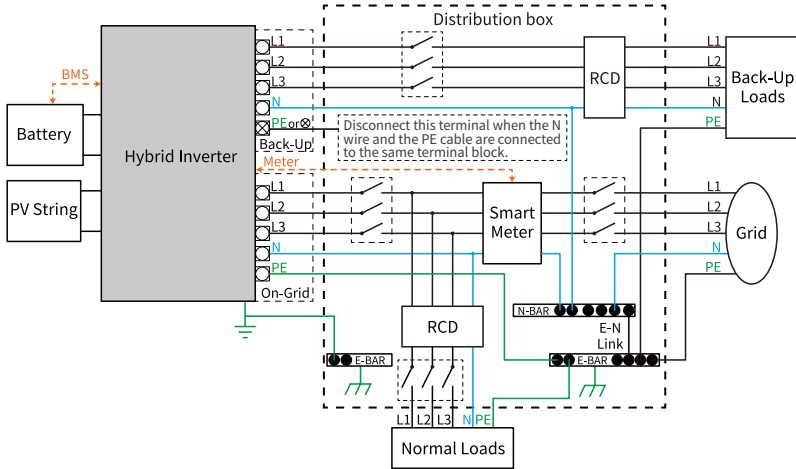 Distribution box
L1
L2
L3
N
PE or⊗
Back-Up
RCD
L1
L2
L3
N
PE
Back-Up
Loads
BMS
Battery
PV String
Hybrid Inverter
Disconnect this terminal when the N
wire and the PE cable are connected
to the same terminal block.
Meter
L1
L2
L3
N
PE
On-Grid
Smart
Meter
L1
L2
L3
N
PE
Grid
N-BAR
E-N
Link
RCD
E-BAR
E-BAR
L1 L2 L3 N PE
Normal Loads